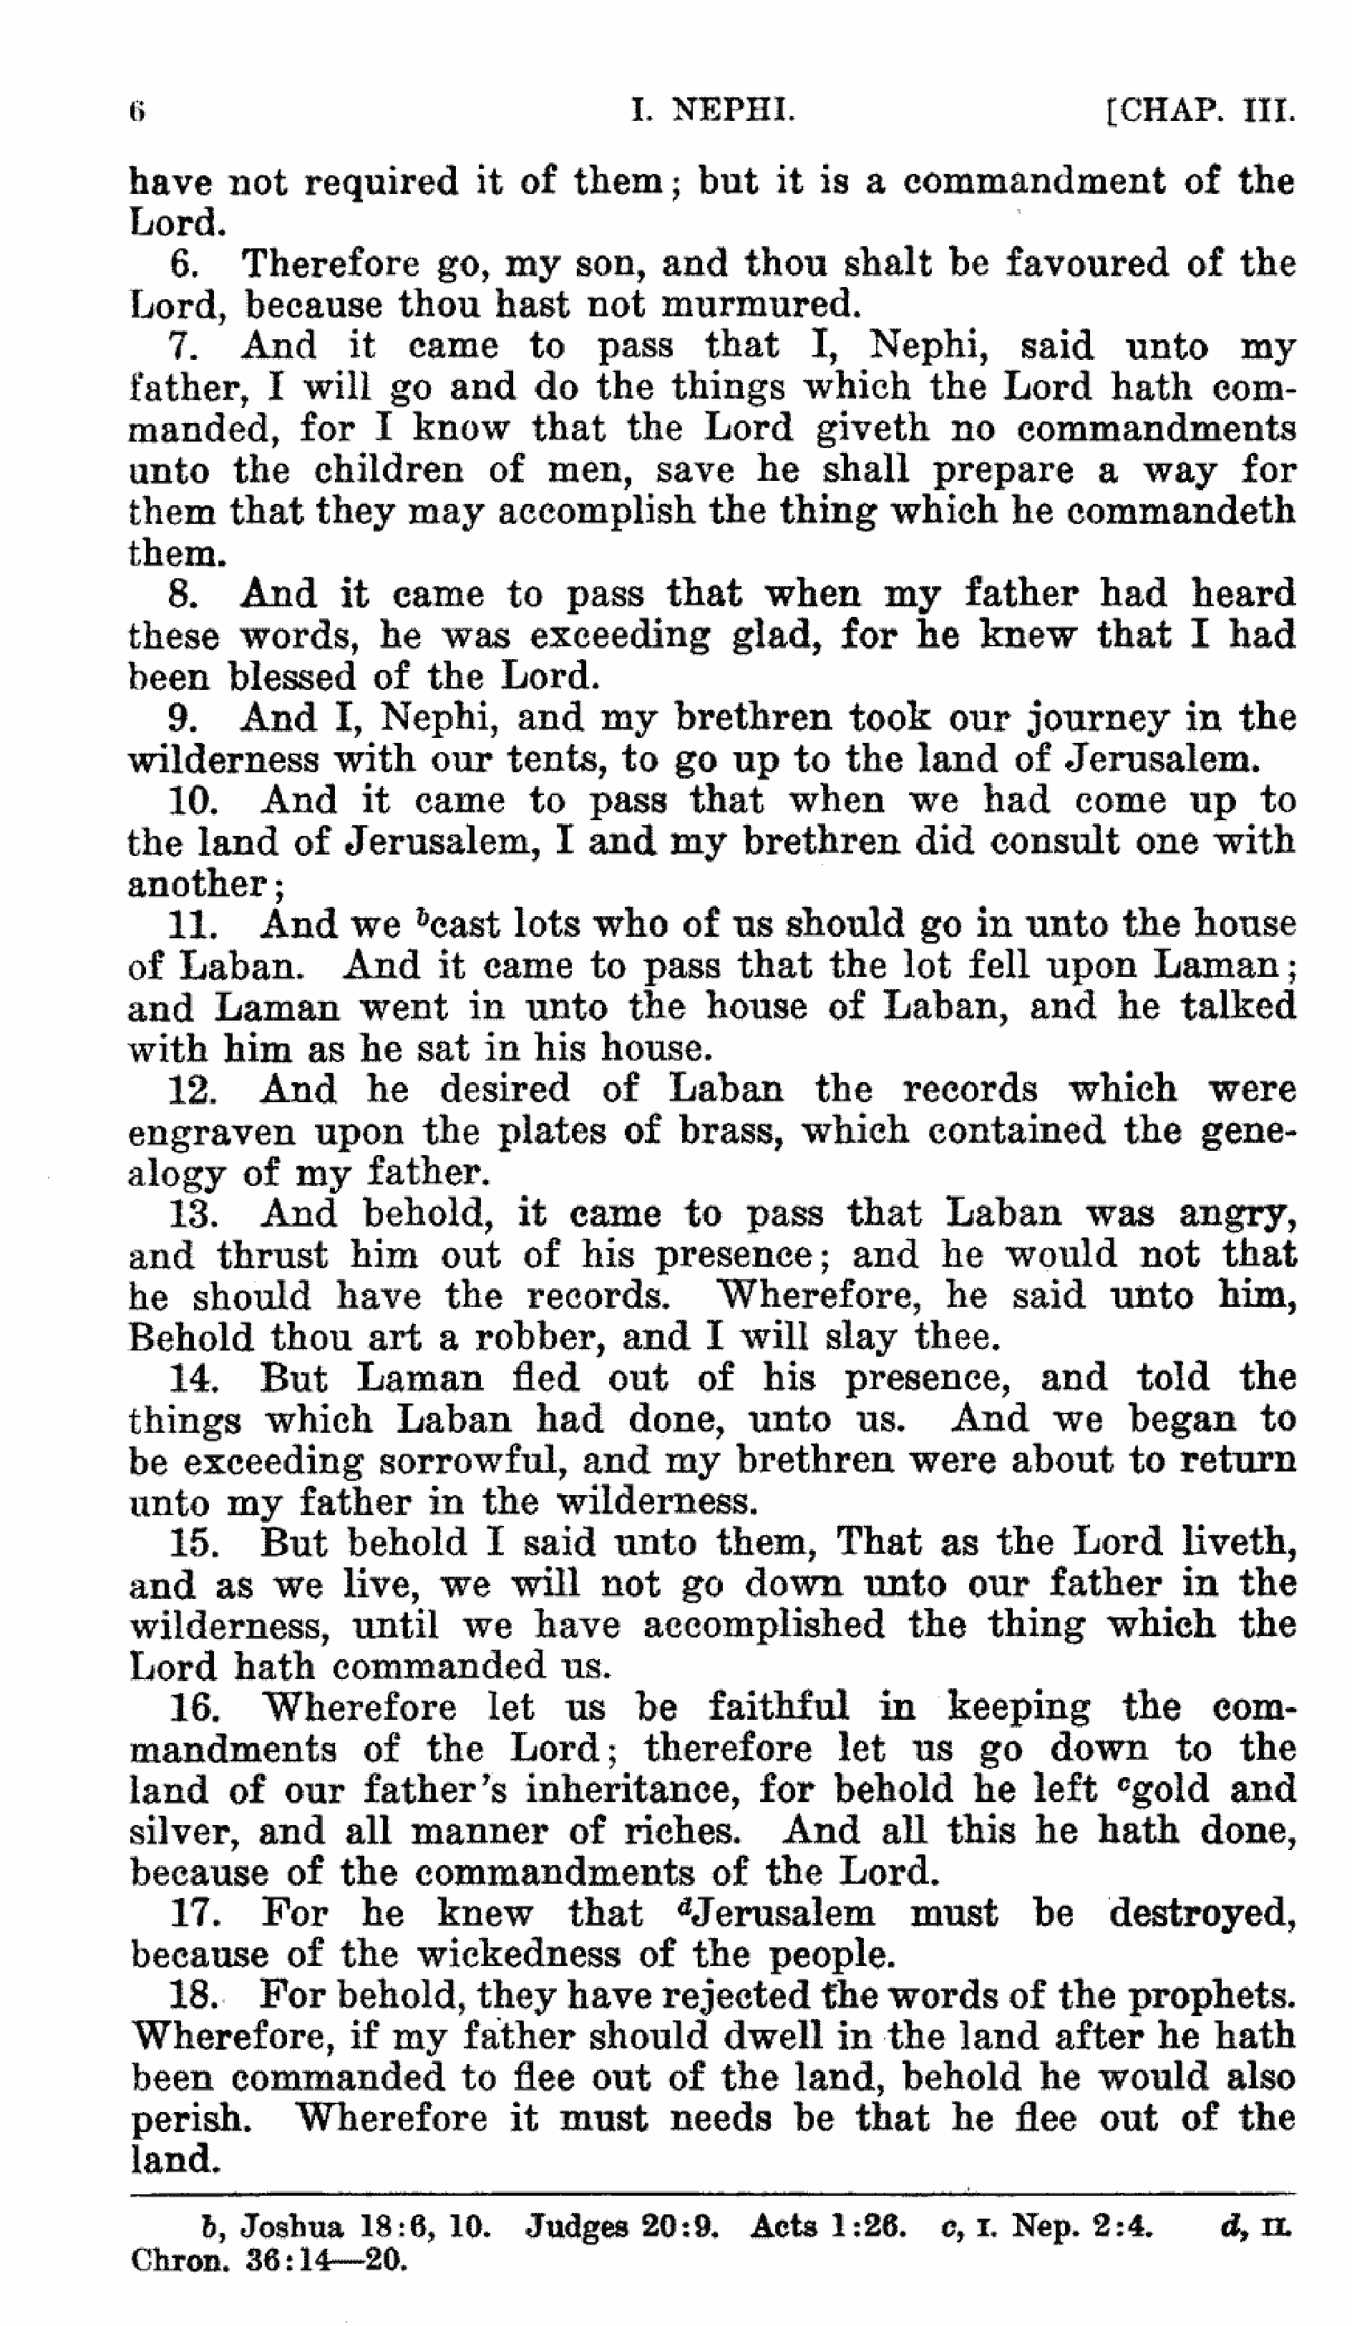 6 I. NEPHI. [CHAP. III.
have not required it of them; but it is a commandment of the
Lord.
6. Therefore go, my son, and thou shalt be favoured of the
Lord, because thou hast not murmured.
7. And it came to pass that I, Nephi, said unto my
father, I will go and do the things which the Lord hath com-
manded, for I know that the Lord giveth no commandments
unto the children of men, save he shall prepare a way for
them that they may accomplish the thing which he commandeth
them.
8. And it came to pass that when my father had heard
these words, he was exceeding glad, for he knew that I had
been blessed of the Lord.
9. And I, Nephi, and my brethren took our journey in the
wilderness with our tents, to go up to the land of Jerusalem.
10. And it came to pass that when we had come up to
the land of Jerusalem, I and my brethren did consult one with
another;
11. And we bcast lots who of us should go in unto the house
of Laban. And it came to pass that the lot fell upon Laman;
and Laman went in unto the house of Laban, and he talked
with him as he sat in his house.
12. And he desired of Laban the records which were
engraven upon the plates of brass, which contained the gene-
alogy of my father.
13. And behold, it came to pass that Laban was angry,
and thrust him out of his presence; and he would not that
he should have the records. Wherefore, he said unto him,
Behold thou art a robber, and I will slay thee.
14. But Laman fled out of his presence, and told the
things which Laban had done, unto us. And we began to
be exceeding sorrowful, and my brethren were about to return
unto my father in the wilderness.
15. But behold I said unto them, That as the Lord liveth,
and as we live, we will not go down unto our father in the
wilderness, until we have accomplished the thing which the
Lord hath commanded us.
16. Wherefore let us be faithful in keeping the com-
mandments of the Lord; therefore let us go down to the
land of our father's inheritance, for behold he left cgold and
silver, and all manner of riches. And all this he hath done,
because of the commandments of the Lord.
17. For he knew that dJerusalem must be destroyed,
because of the wickedness of the people.
18. For behold, they have rejected the words of the prophets.
Wherefore, if my father should dwell in the land after he hath
been commanded to flee out of the land, behold he would also
perish. Wherefore it must needs be that he flee out of the
land.
b, Joshua 18:6, 10. Judges 20:9. Acts 1:26. c, I. Nep. 2:4. d, II.
Chron. 36:14—20.